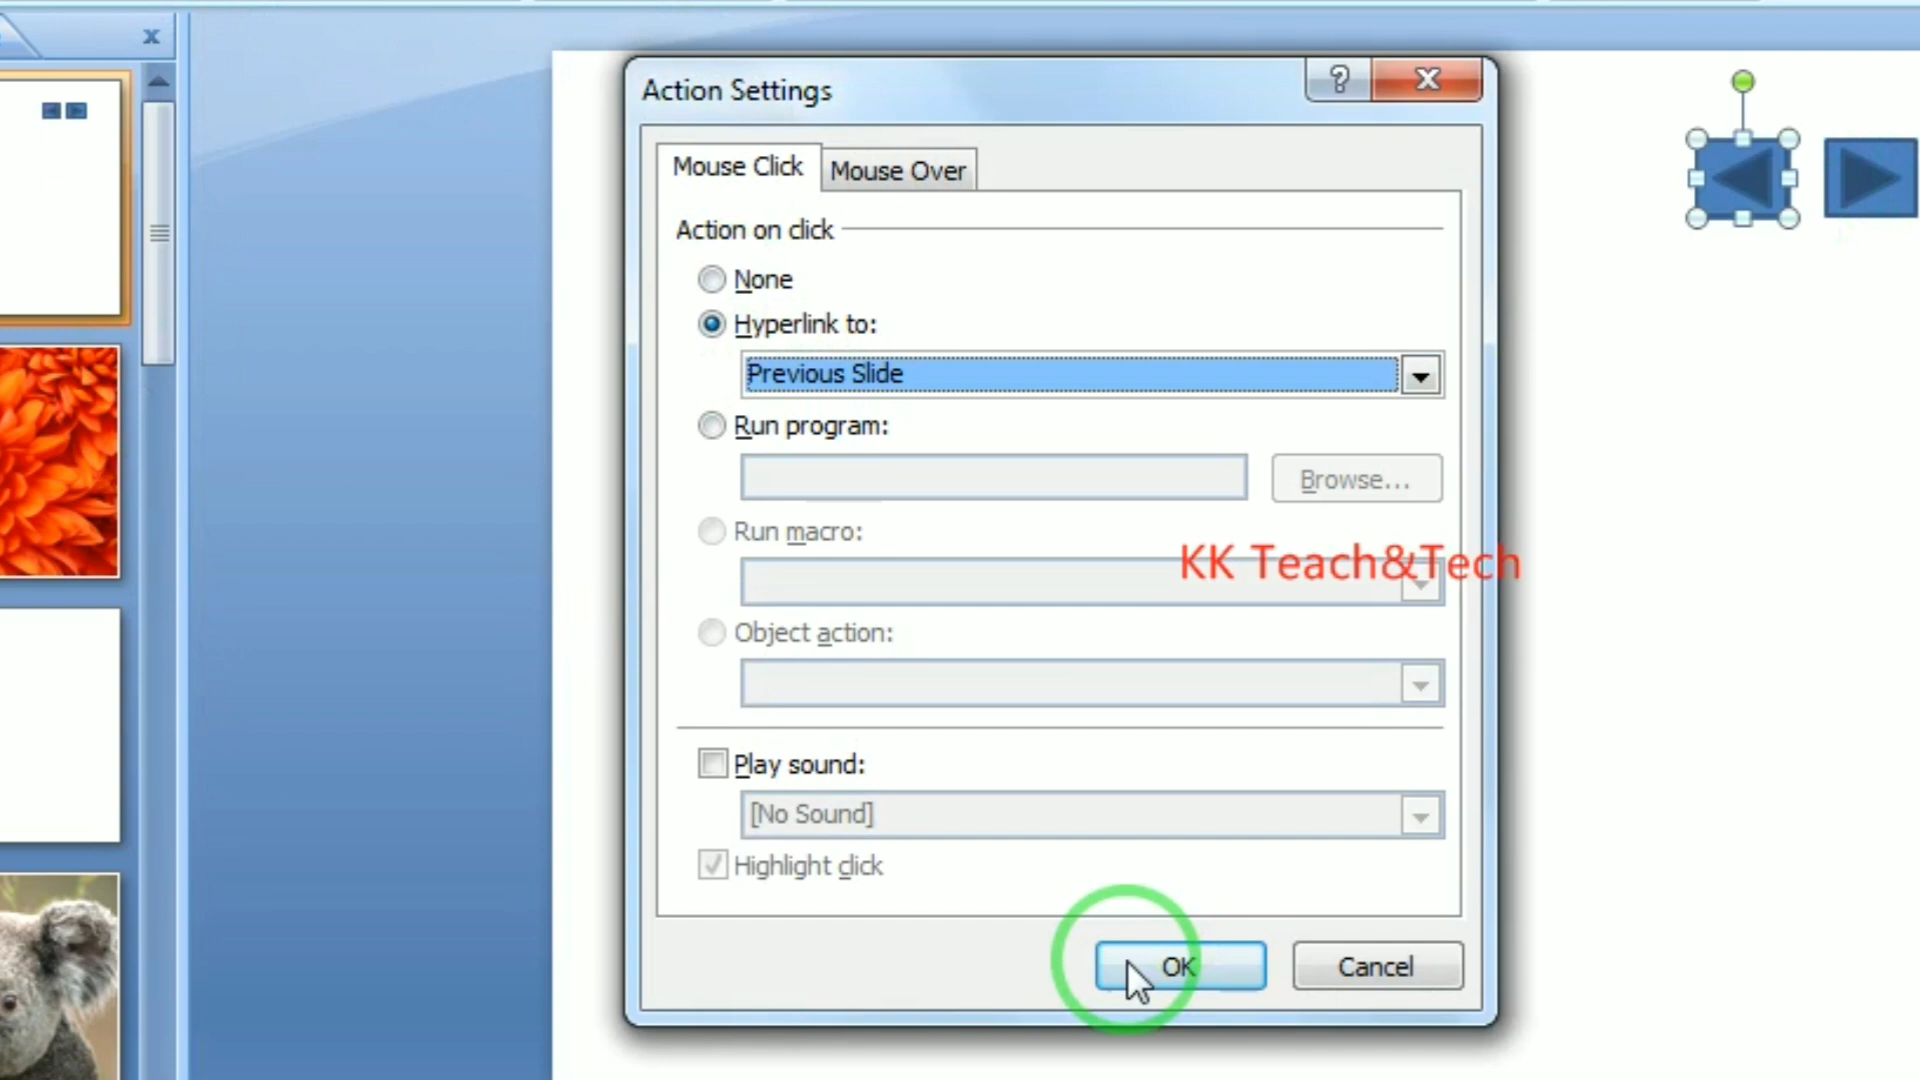 Action Settings
Mouse Click
Mouse Over
Action on click
None
Hyperlink to:
Previous Slide
Run program:
Browse...
Run macro:
KK Teach&Tech
Object action:
Play sound:
[No Sound]
Highlight click
OK
Cancel